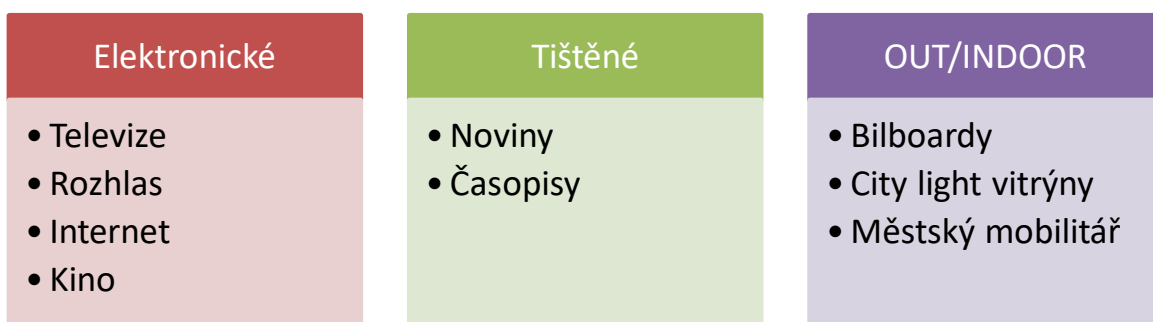 Elektronické
• Televize
• Rozhlas
• Internet
• Kino
Tištěné
• Noviny
• Časopisy
OUT/INDOOR
• Bilboardy
• City light vitrýny
• Městský mobilitář